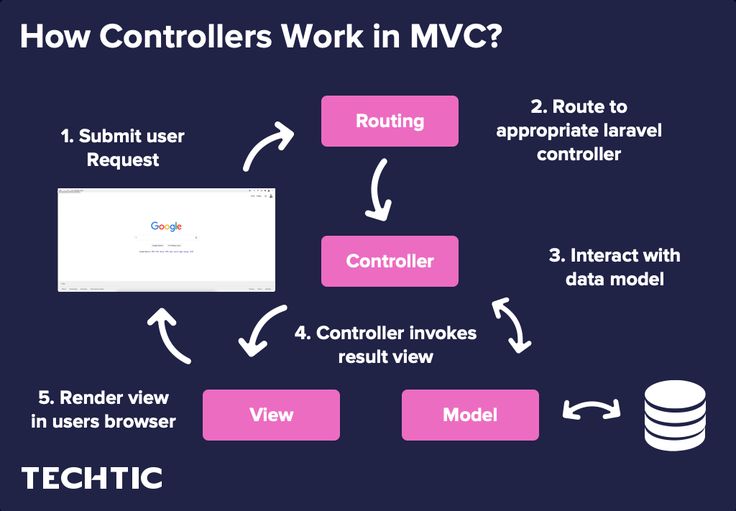 How Controllers Work in MVC?
1. Submit user
Request
Routing
2. Route to
appropriate laravel
controller
Google
Controller
3. Interact with
data model
4. Controller invokes
result view
5. Render view
in users browser
View
Model
TECHTIC